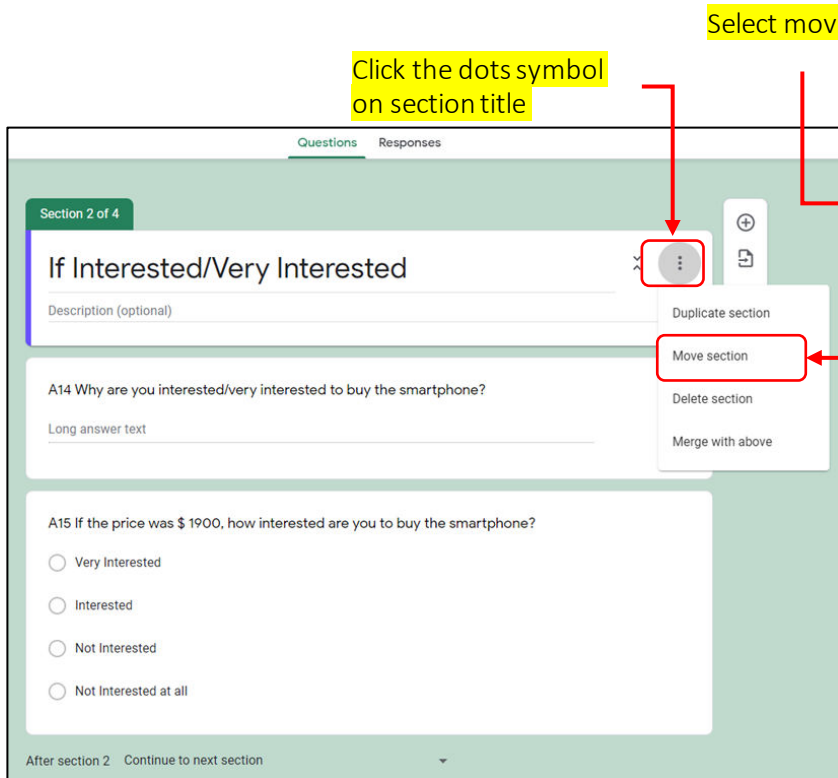 Select mov
Click the dots symbol
on section title
Questions Responses
Section 2 of 4
If Interested/Very Interested
Description (optional)
Duplicate section
Move section
Delete section
Merge with above
A14 Why are you interested/very interested to buy the smartphone?
Long answer text
A15 If the price was $ 1900, how interested are you to buy the smartphone?
Very Interested
Interested
Not Interested
Not Interested at all
After section 2 Continue to next section